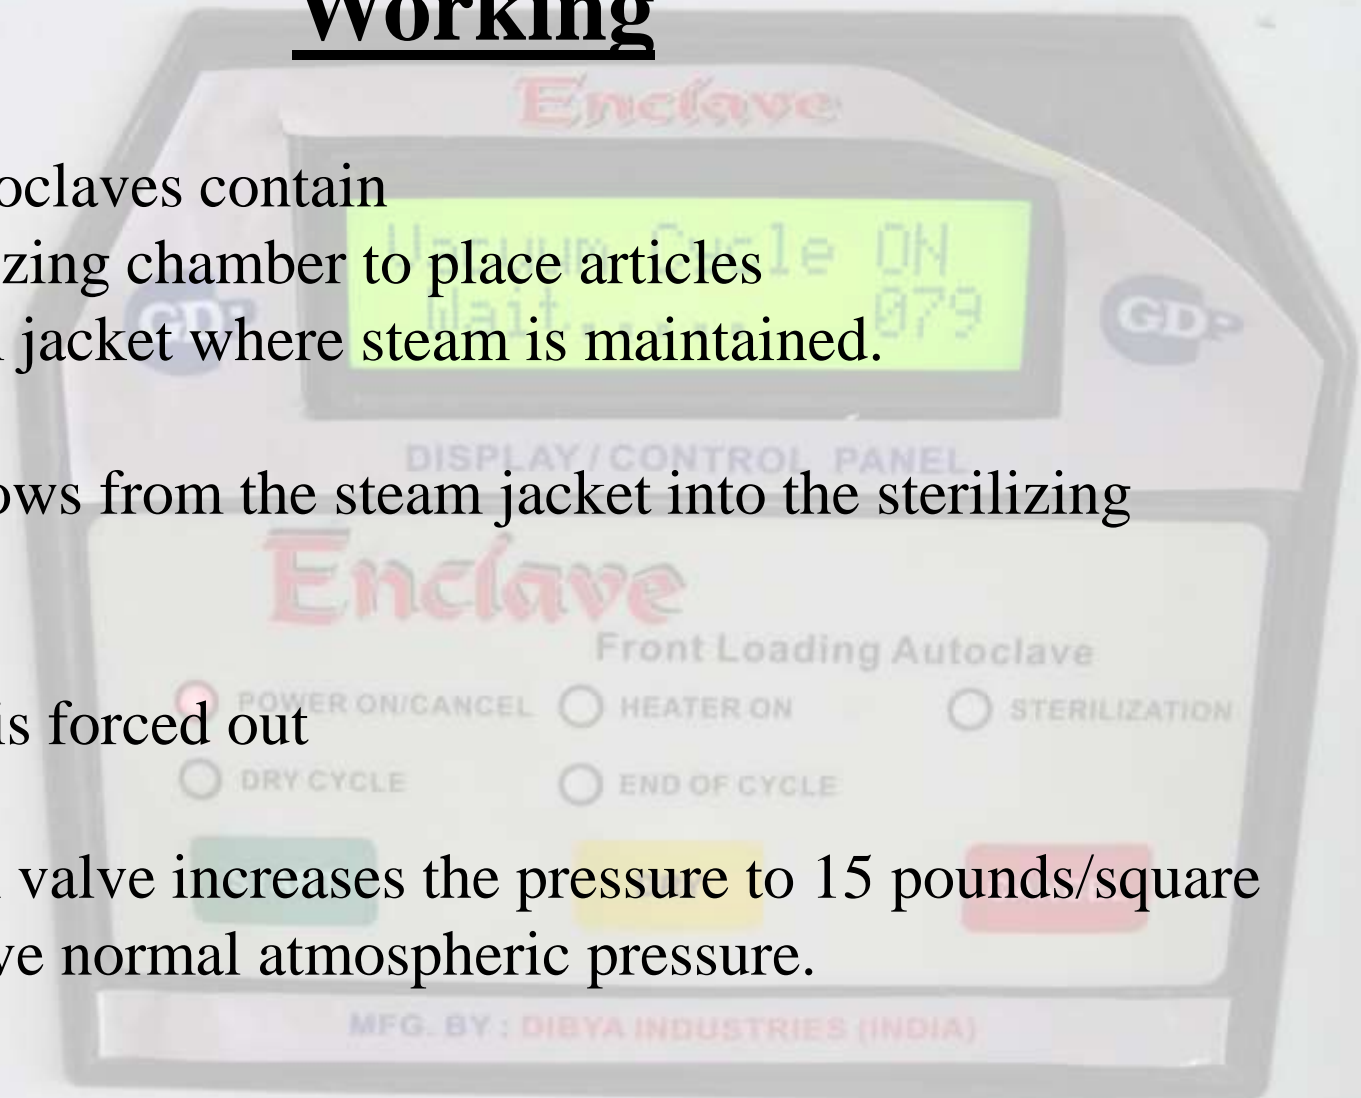 Working
Enclave
oclaves contain
Vacuum Cycle ON
zing chamber to place articles
Wait...... 079
GDP
GDP
jacket where steam is maintained.
DISPLAY / CONTROL PANEL
ows from the steam jacket into the sterilizing
Enclave
Front Loading Autoclave
POWER ON/CANCEL HEATER ON STERILIZATION
is forced out
DRY CYCLE END OF CYCLE
valve increases the pressure to 15 pounds/square
ve normal atmospheric pressure.
MFG. BY : DIBYA INDUSTRIES (INDIA)